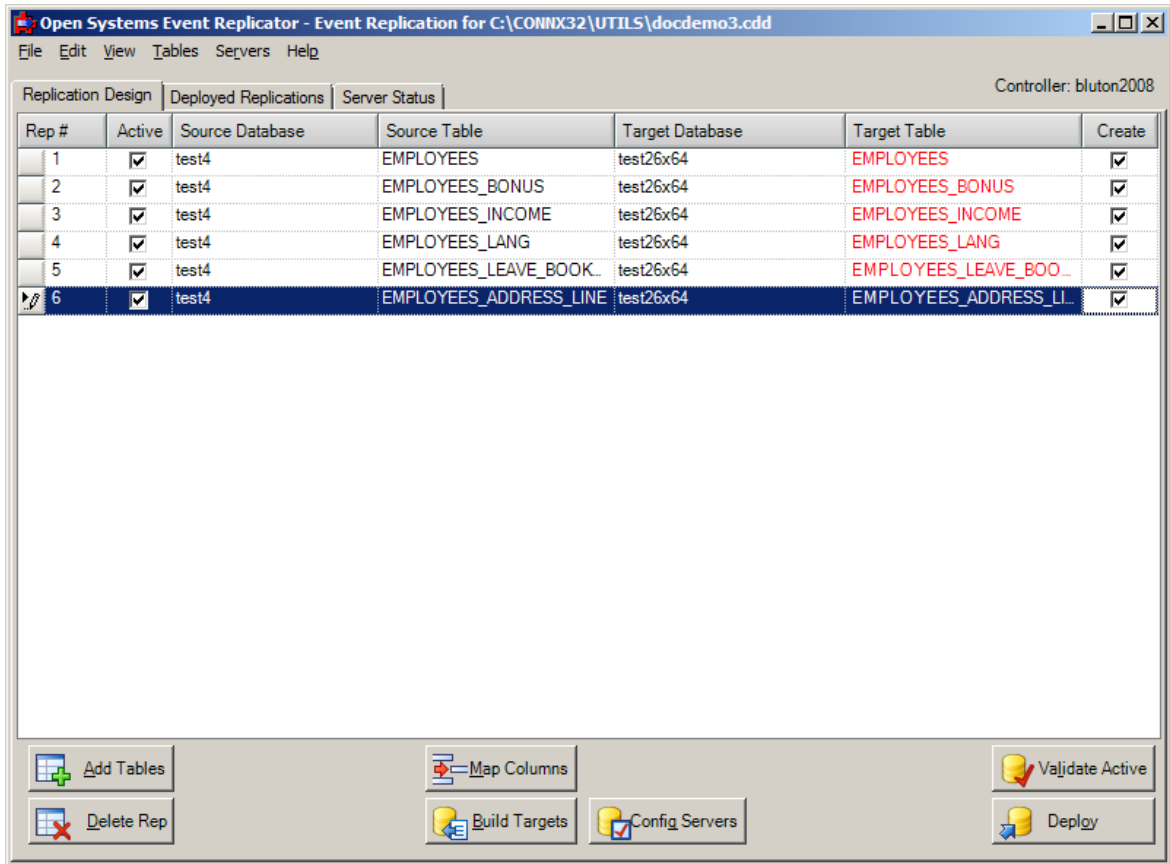 Open Systems Event Replicator - Event Replication for C:\CONNX32\UTILS\docdemo3.cdd
File Edit View Tables Servers Help
Controller: bluton2008
Replication Design Deployed Replications Server Status
Rep # Active Source Database Source Table Target Database Target Table Create
1 test4 EMPLOYEES test26x64 EMPLOYEES
2 test4 EMPLOYEES_BONUS test26x64 EMPLOYEES_BONUS
3 test4 EMPLOYEES_INCOME test26x64 EMPLOYEES_INCOME
4 test4 EMPLOYEES_LANG test26x64 EMPLOYEES_LANG
5 test4 EMPLOYEES_LEAVE_BOOK... test26x64 EMPLOYEES_LEAVE_BOO...
6 test4 EMPLOYEES_ADDRESS_LINE test26x64 EMPLOYEES_ADDRESS_LI...
Add Tables Map Columns Validate Active
Delete Rep Build Targets Config Servers Deploy